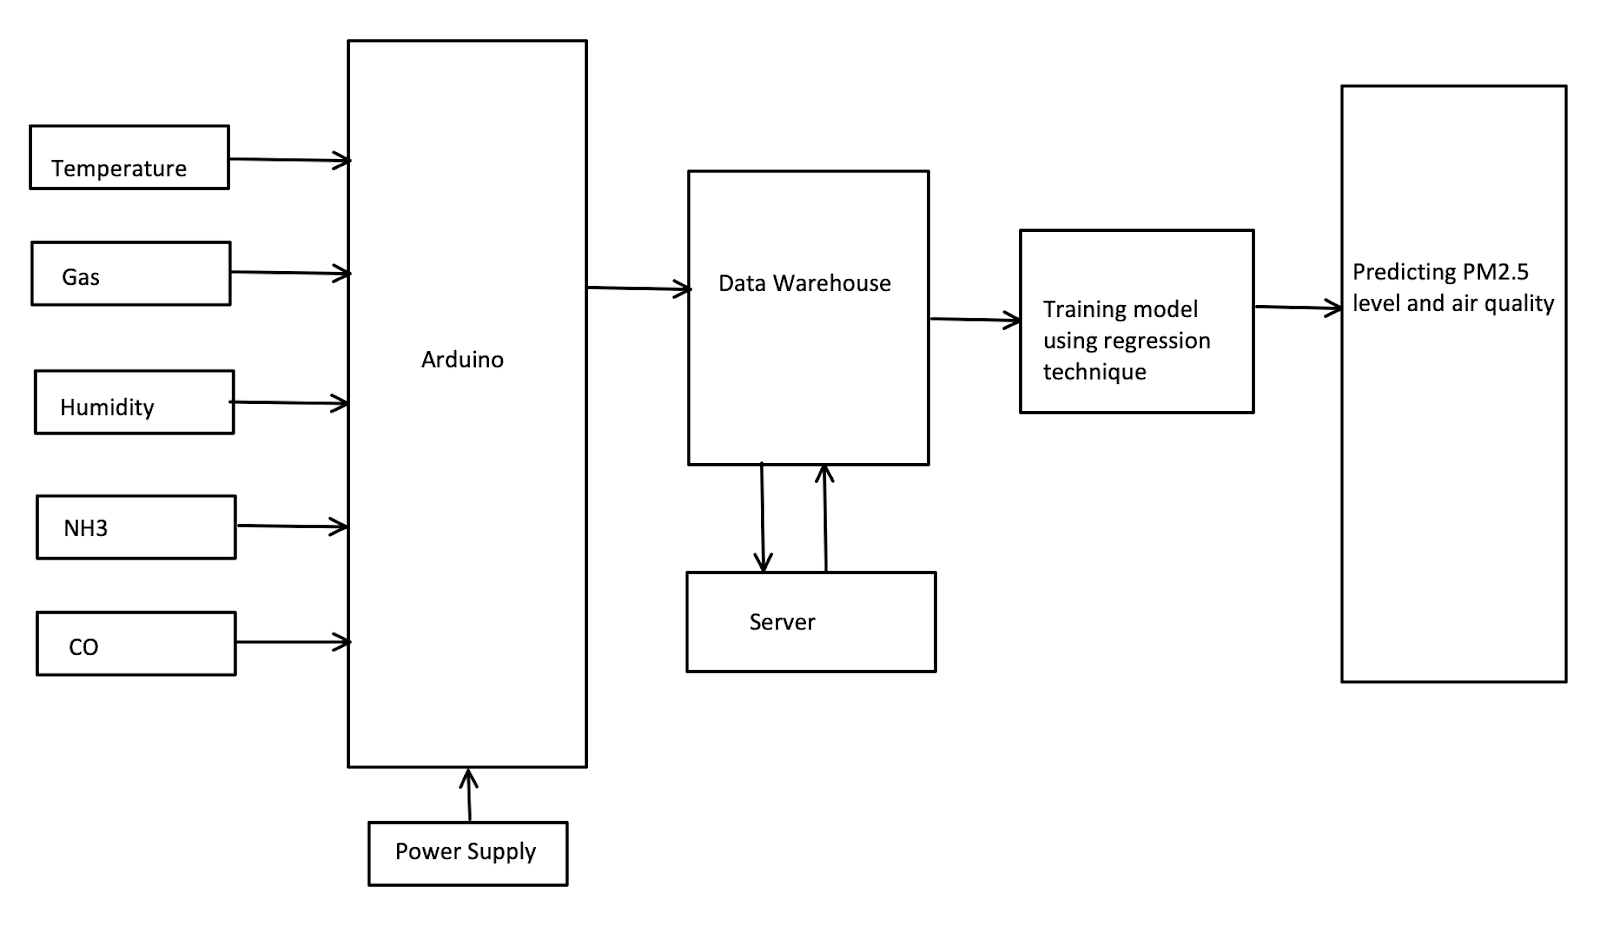 Temperature
Gas
Humidity
NH3
CO
Arduino
Power Supply
Data Warehouse
Server
Training model
using regression
technique
Predicting PM2.5
level and air quality